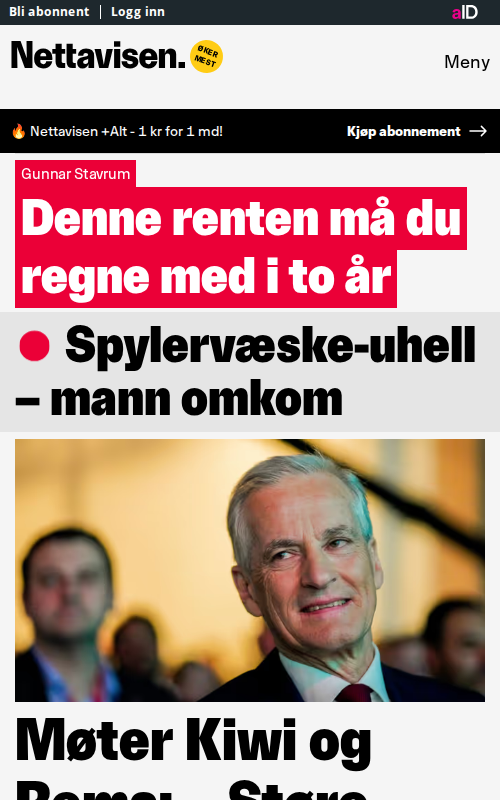 Bli abonnent | Logg inn
aID
Nettavisen.
ØKER
MEST
Meny
Nettavisen +Alt - 1 kr for 1 md!
Kjøp abonnement
Gunnar Stavrum
Denne renten må du
regne med i to år
Spylervæske-uhell
– mann omkom
Møter Kiwi og
Rema: – Støre